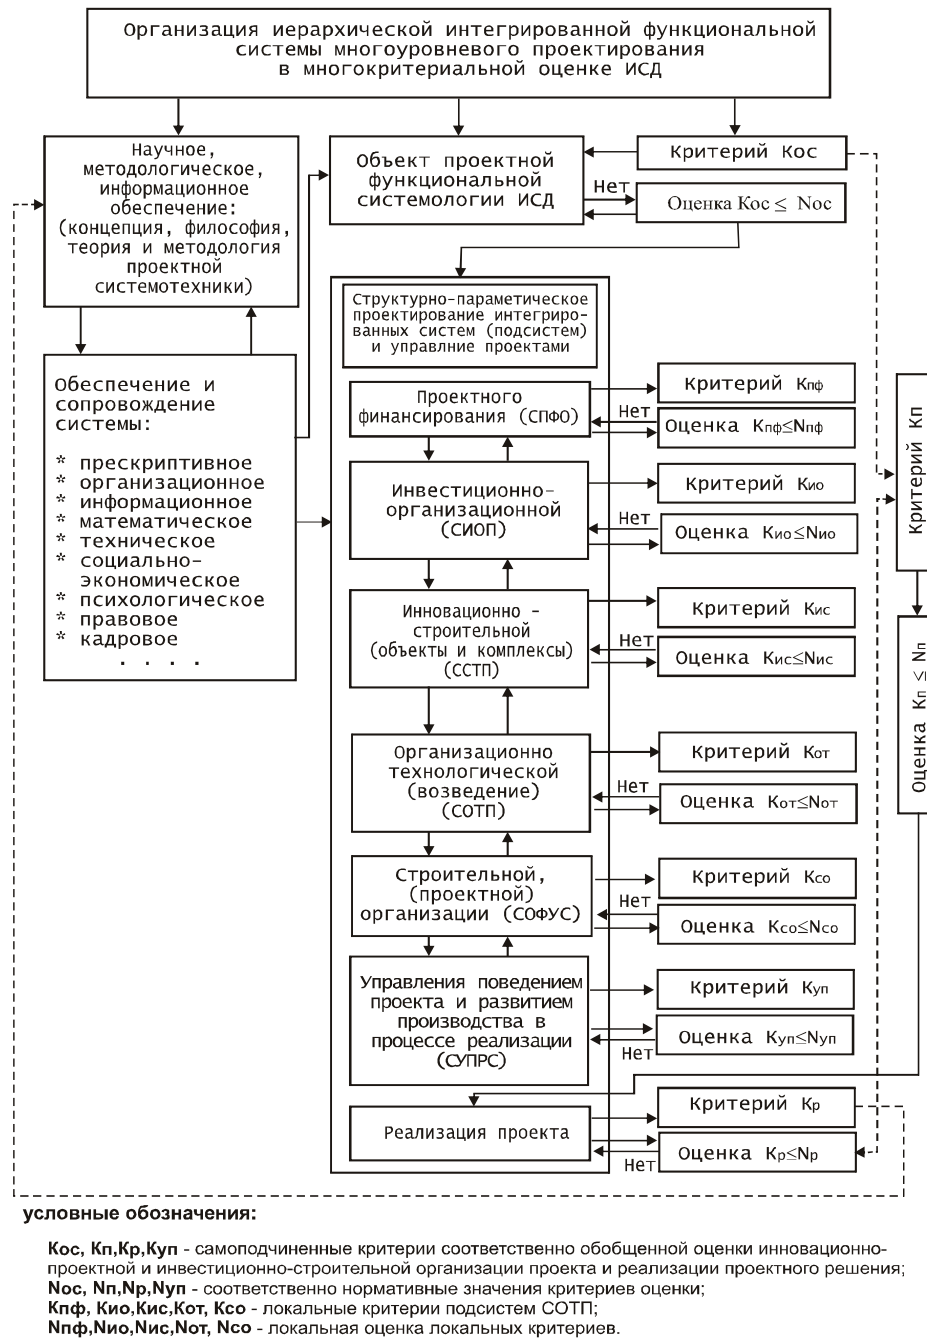 Организация иерархической интегрированной функциональной
системы многоуровневого проектирования
в многокритериальной оценке ИСД
Научное,
методологическое,
информационное
обеспечение:
(концепция, философия,
теория и методология
проектной
системотехники)
Объект проектной
функциональной
системологии ИСД
Критерий Кос
Нет
Оценка Кос ≤ Nос
Структурно-параметическое
проектирование интегриро-
ванных систем (подсистем)
и управлние проектами
Обеспечение и
сопровождение
системы:
* прескриптивное
* организационное
* информационное
* математическое
* техническое
* социально-
экономическое
* психологическое
* правовое
* кадровое
. . . .
Проектного
финансирования (СПФО)
Критерий Кпф
Нет
Оценка Кпф≤Nпф
Инвестиционно-
организационной
(СИОП)
Критерий Кио
Нет
Оценка Кио≤Nио
Инновационно -
строительной
(объекты и комплексы)
(ССТП)
Критерий Кис
Нет
Оценка Кис≤Nис
Организационно
технологической
(возведение)
(СОТП)
Критерий Кот
Нет
Оценка Кот≤Nот
Строительной,
(проектной)
организации (СОФУС)
Критерий Ксо
Нет
Оценка Ксо≤Nсо
Управления поведением
проекта и развитием
производства в
процессе реализации
(СУПРС)
Критерий Куп
Оценка Куп≤Nуп
Нет
Реализация проекта
Критерий Кр
Оценка Кр≤Nр
Нет
Критерий Кп
Оценка Кп ≤ Nп
условные обозначения:
Кос, Кп,Кр,Куп - самоподчиненные критерии соответственно обобщенной оценки инновационно-
проектной и инвестиционно-строительной организации проекта и реализации проектного решения;
Nос, Nп,Nр,Nуп - соответственно нормативные значения критериев оценки;
Кпф, Кио,Кис,Кот, Ксо - локальные критерии подсистем СОТП;
Nпф,Nио,Nис,Nот, Nсо - локальная оценка локальных критериев.